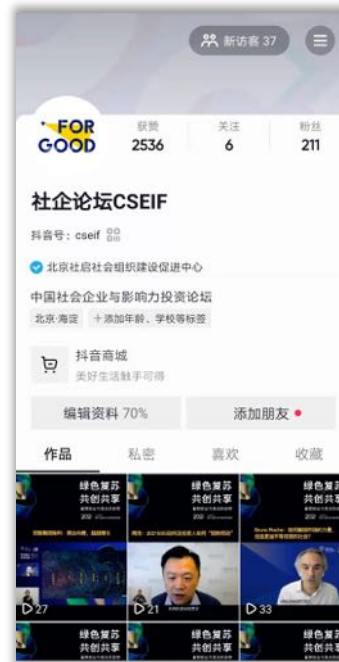 新访客 37
FOR
GOOD
获赞 关注 粉丝
2536 6 211
社企论坛CSEIF
抖音号：cseif
北京社启社会组织建设促进中心
中国社会企业与影响力投资论坛
北京·海淀 +添加年龄、学校等标签
抖音商城
美好生活触手可得
编辑资料 70% 添加朋友
作品 私密 喜欢 收藏
绿色复苏 绿色复苏 绿色复苏
共创共享 共创共享 共创共享
27 21 33
绿色复苏 绿色复苏 绿色复苏
共创共享 共创共享 共创共享